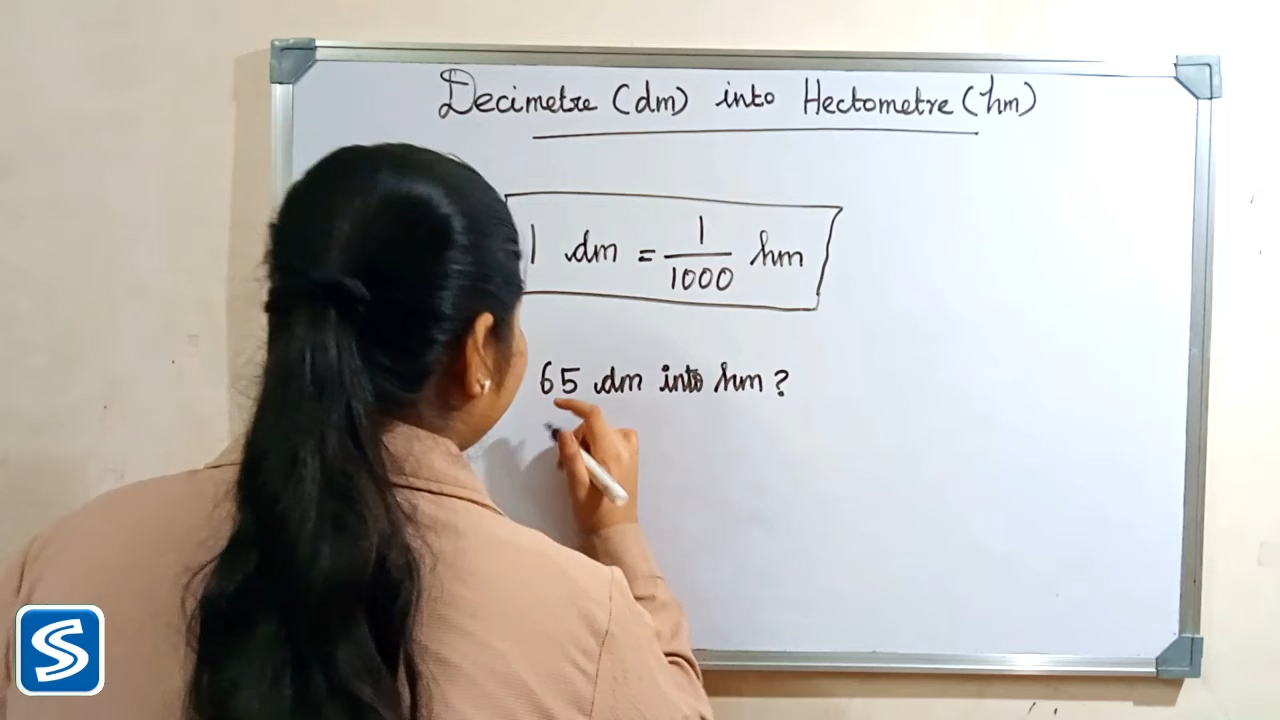 Decimetre (dm) into Hectometre (hm)
1 dm = 1/1000 hm
65 dm into hm?
S